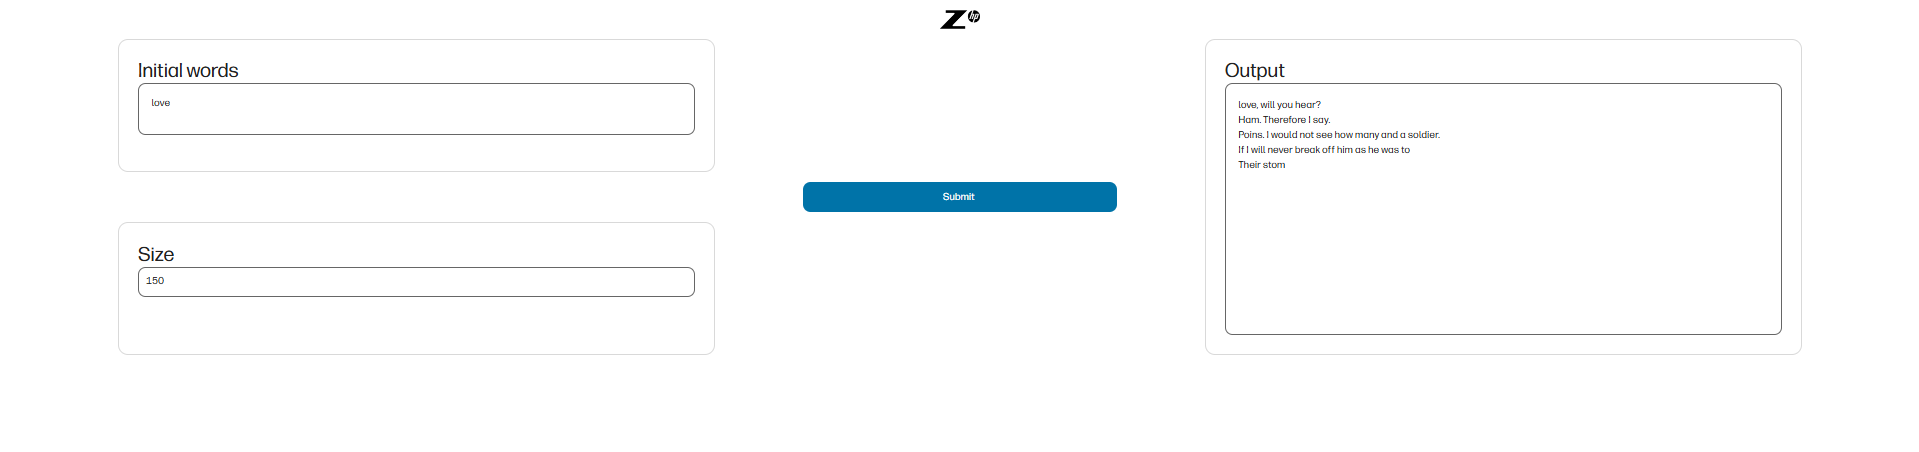 Z hp
Initial words
love
Submit
Size
150
Output
love, will you hear?
Ham. Therefore I say.
Poins. I would not see how many and a soldier.
If I will never break off him as he was to
Their stom